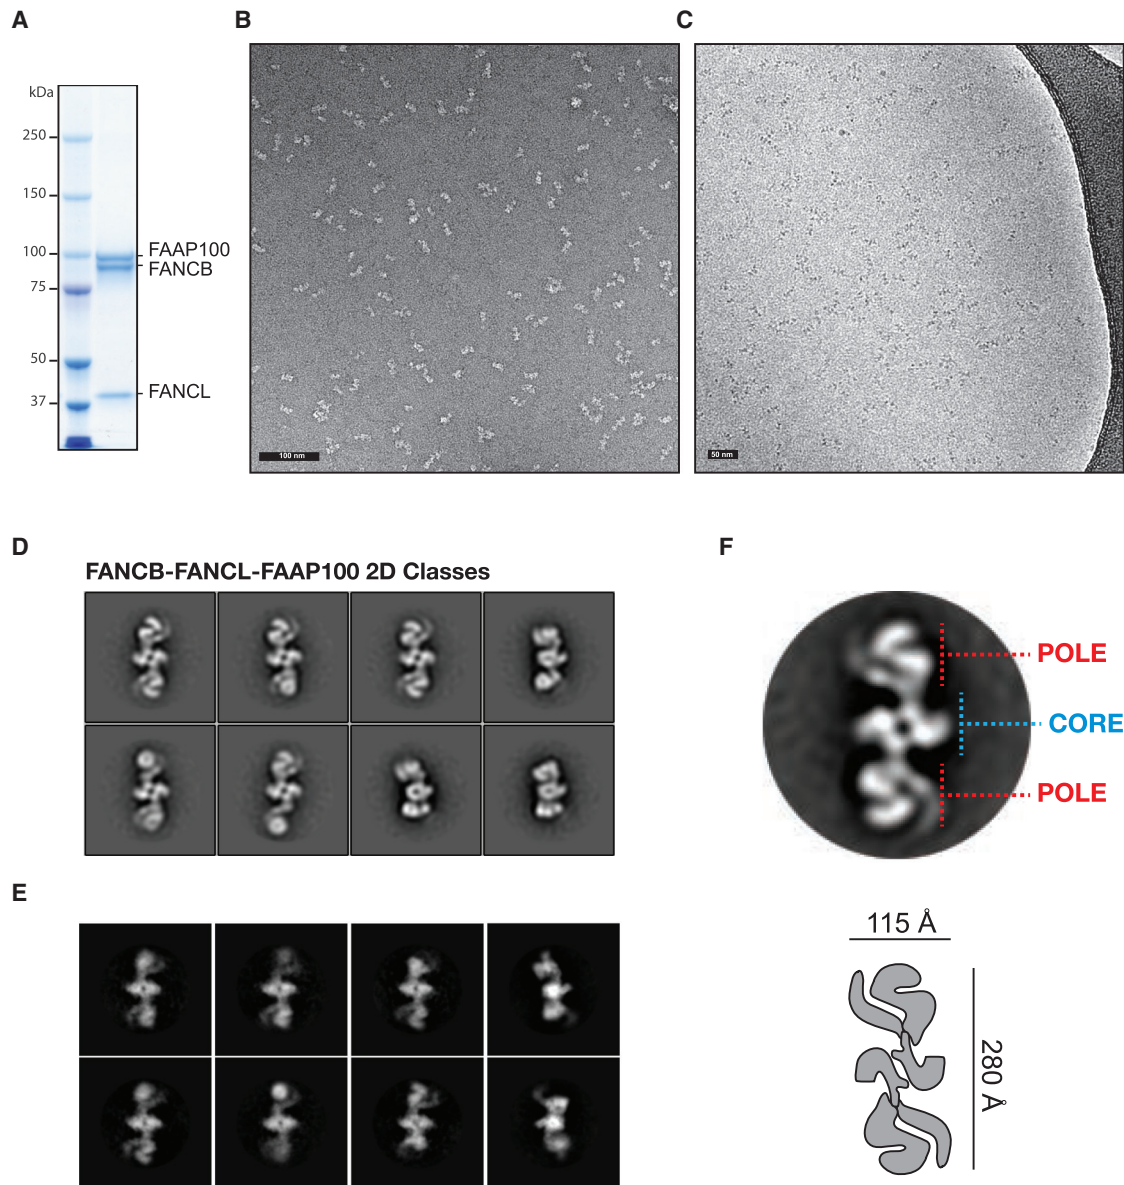 A
B
C
kDa
250
150
100
75
50
37
FAAP100
FANCB
FANCL
100 nm
50 nm
D
FANCB-FANCL-FAAP100 2D Classes
F
POLE
CORE
POLE
E
115 Å
280 Å